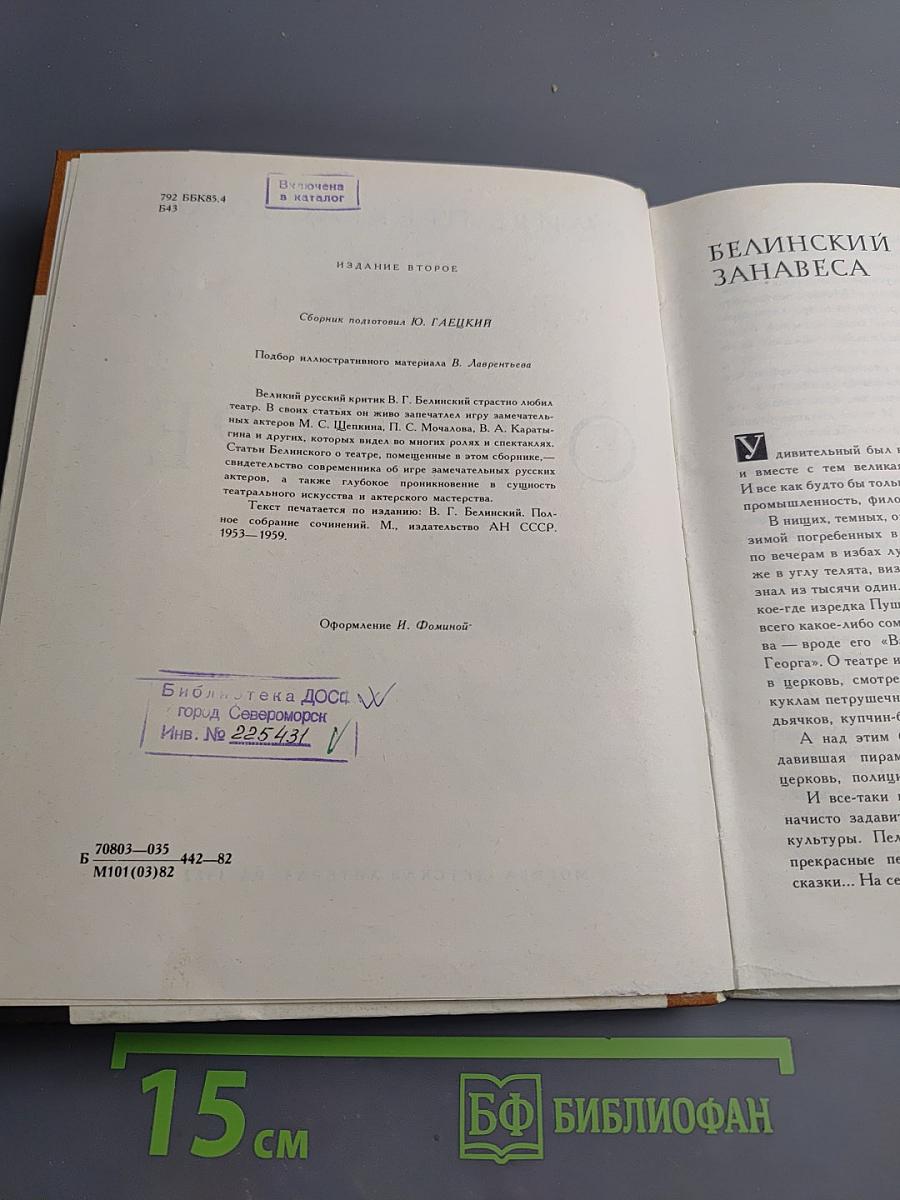 792 ББК85.4
Б43
Включена
в каталог
ИЗДАНИЕ ВТОРОЕ
Сборник подготовил Ю. ГАЕЦКИЙ
Подбор иллюстративного материала В. Лаврентьева
Великий русский критик В. Г. Белинский страстно любил
театр. В своих статьях он живо запечатлел игру замечатель-
ных актеров М. С. Щепкина, П. С. Мочалова, В. А. Караты-
гина и других, которых видел во многих ролях и спектаклях.
Статьи Белинского о театре, помещенные в этом сборнике,—
свидетельство современника об игре замечательных русских
актеров, а также глубокое проникновение в сущность
театрального искусства и актерского мастерства.
Текст печатается по изданию: В. Г. Белинский. Пол-
ное собрание сочинений. М., издательство АН СССР.
1953—1959.
Оформление И. Фоминой
Библиотека ДОСФ
город Североморск
Инв. № 225431
Б 70803—035 442—82
М101(03)82
БЕЛИНСКИЙ
ЗАНАВЕСА
Удивительный был
и вместе с тем великая
И все как будто бы толь
промышленность, фило
В нищих, темных, о
зимой погребенных в
по вечерам в избах лу
же в углу телята, виз
знал из тысячи один.
кое-где изредка Пуш
всего какое-либо сом
ва — вроде его «В
Георга». О театре и
в церковь, смотре
куклам петрушеч
дьячков, купчин-б
А над этим
давившая пирам
церковь, полиц
И все-таки
начисто задави
культуры. Пел
прекрасные пе
сказки... На се
15 см
БФ БИБЛИОФАН